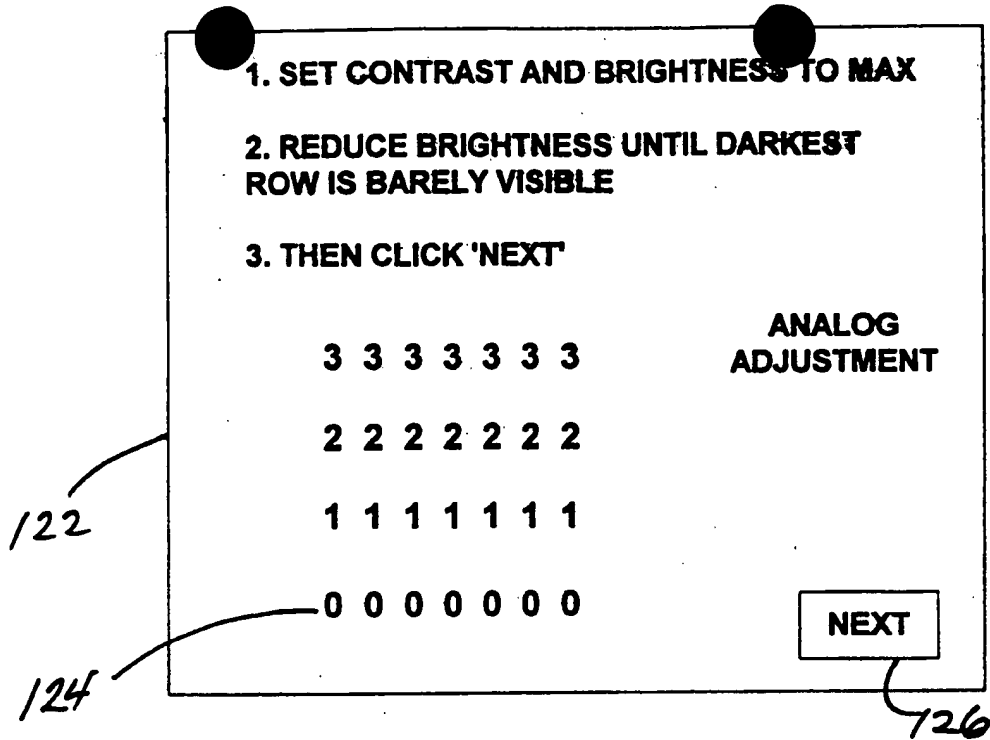 1. SET CONTRAST AND BRIGHTNESS TO MAX
2. REDUCE BRIGHTNESS UNTIL DARKEST
ROW IS BARELY VISIBLE
3. THEN CLICK 'NEXT'
ANALOG
ADJUSTMENT
3 3 3 3 3 3 3
2 2 2 2 2 2 2
1 1 1 1 1 1 1
0 0 0 0 0 0 0
NEXT
122
124
126